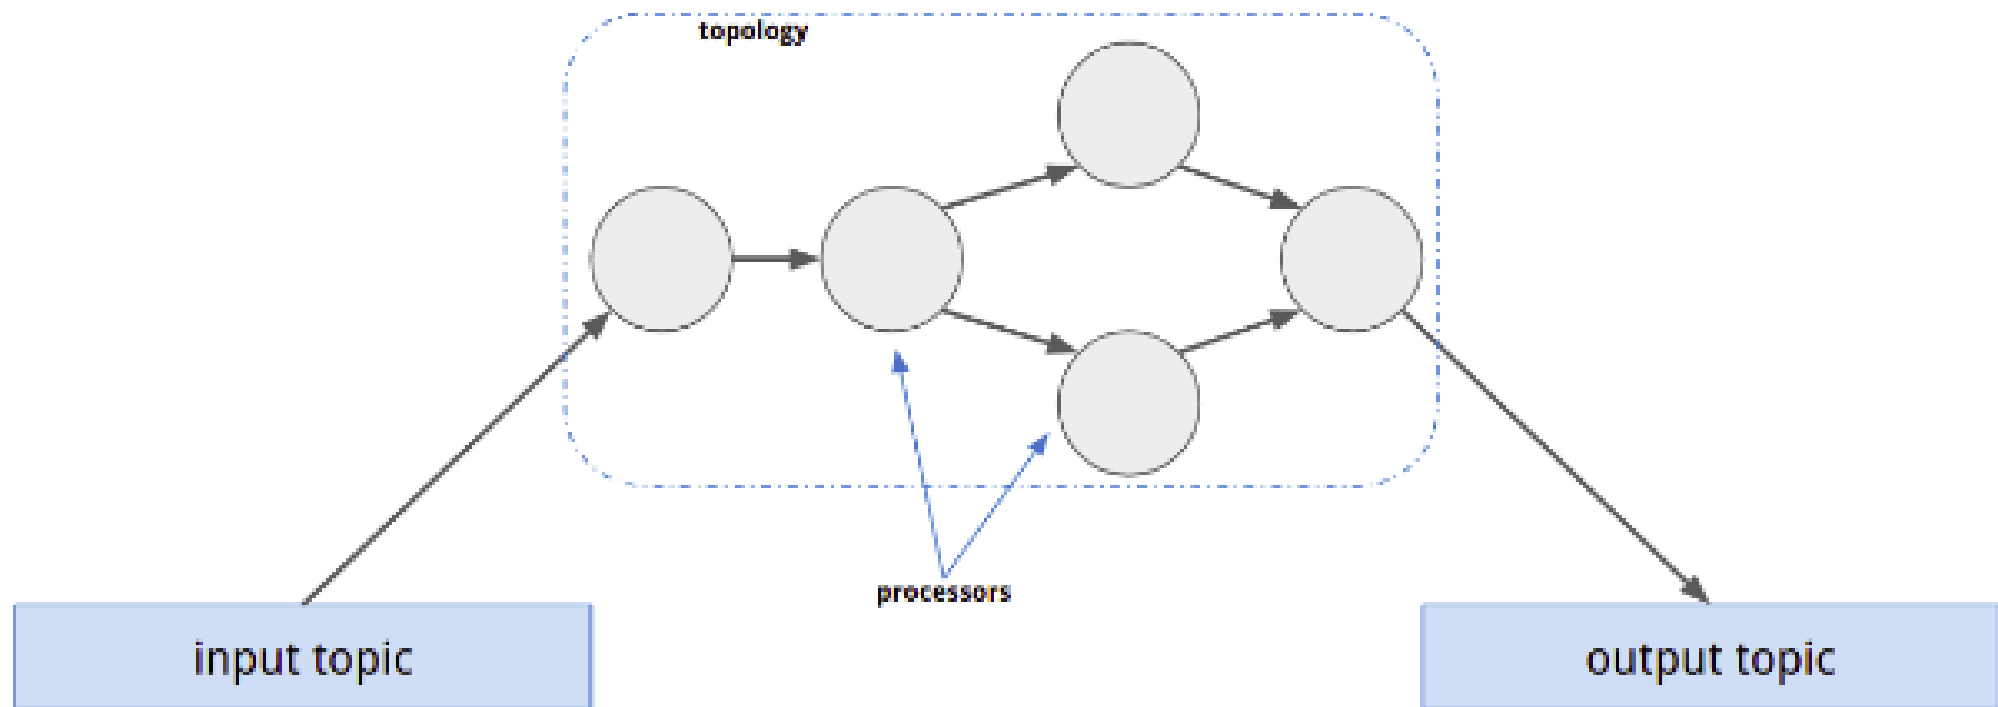 topology
processors
input topic
output topic